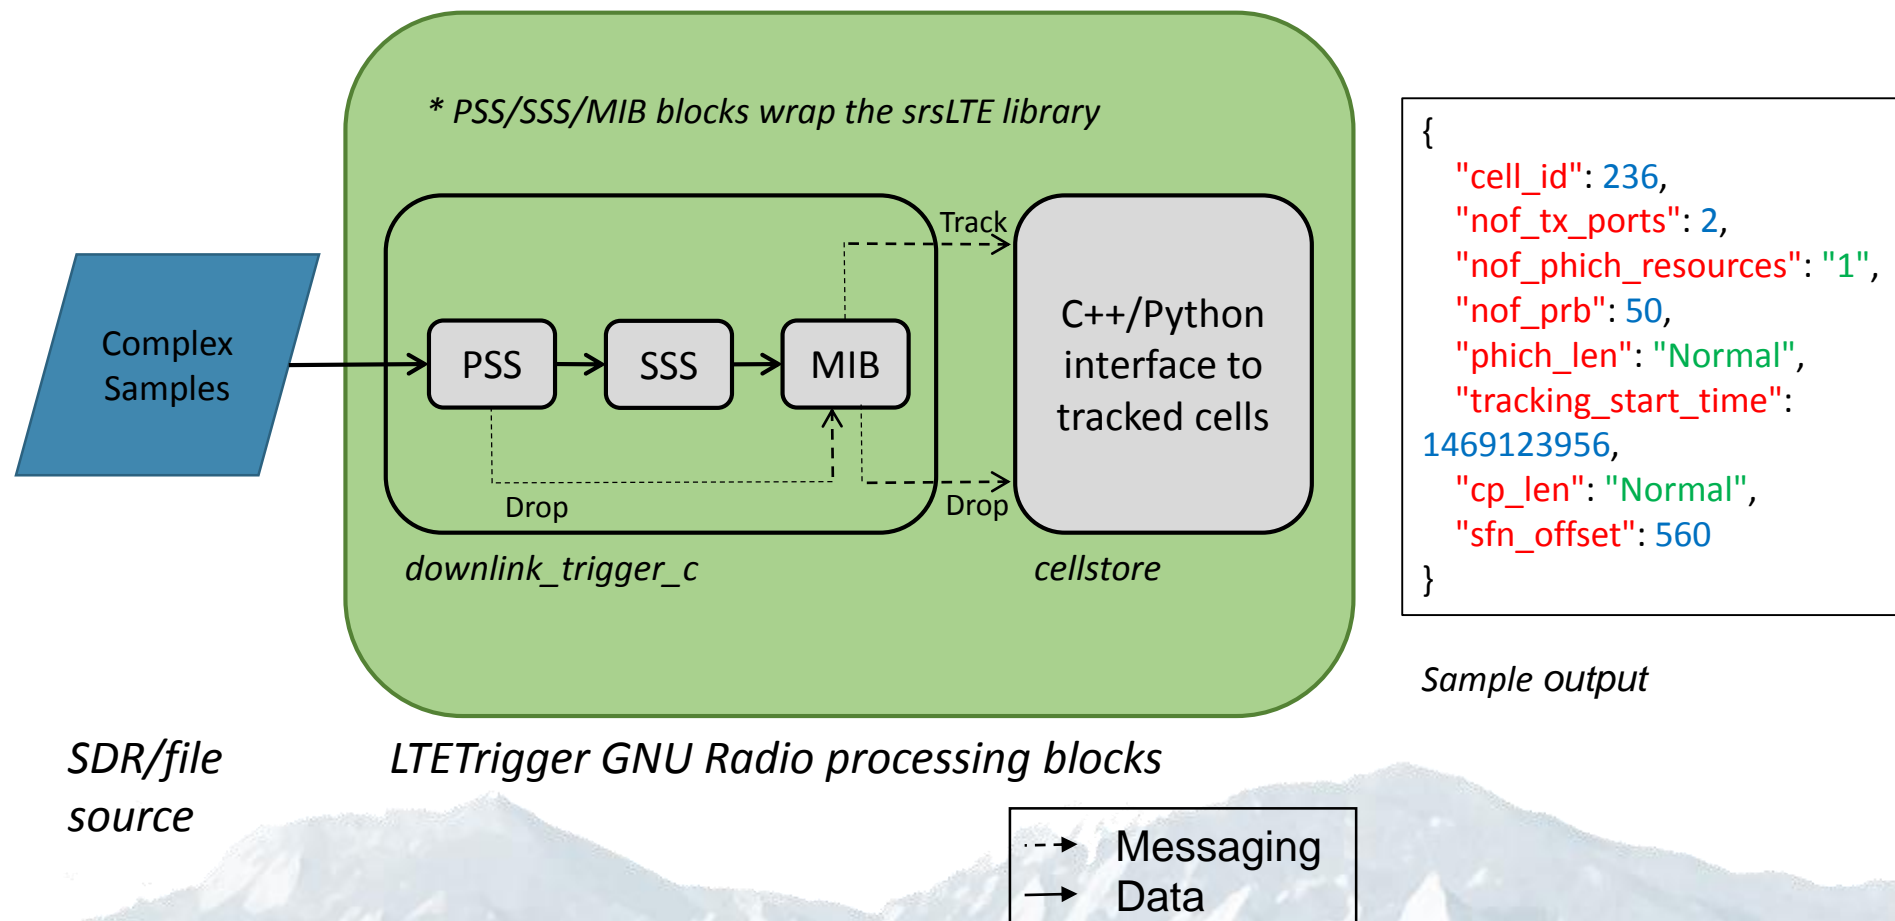 * PSS/SSS/MIB blocks wrap the srsLTE library
Complex
Samples
PSS
SSS
MIB
Track
Drop
Drop
C++/Python
interface to
tracked cells
downlink_trigger_c
cellstore
{
"cell_id": 236,
"nof_tx_ports": 2,
"nof_phich_resources": "1",
"nof_prb": 50,
"phich_len": "Normal",
"tracking_start_time":
1469123956,
"cp_len": "Normal",
"sfn_offset": 560
}
Sample output
SDR/file
source
LTETrigger GNU Radio processing blocks
Messaging
Data